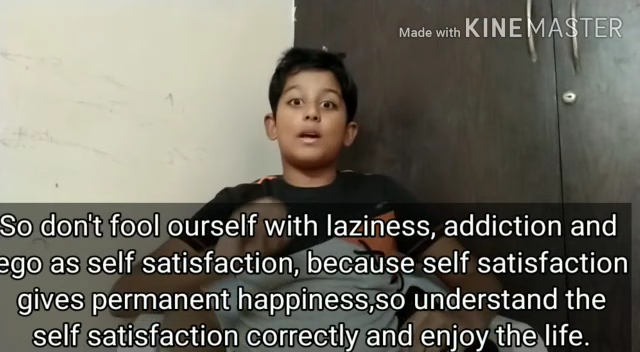 Made with KINEMASTER
So don't fool ourself with laziness, addiction and
ego as self satisfaction, because self satisfaction
gives permanent happiness,so understand the
self satisfaction correctly and enjoy the life.